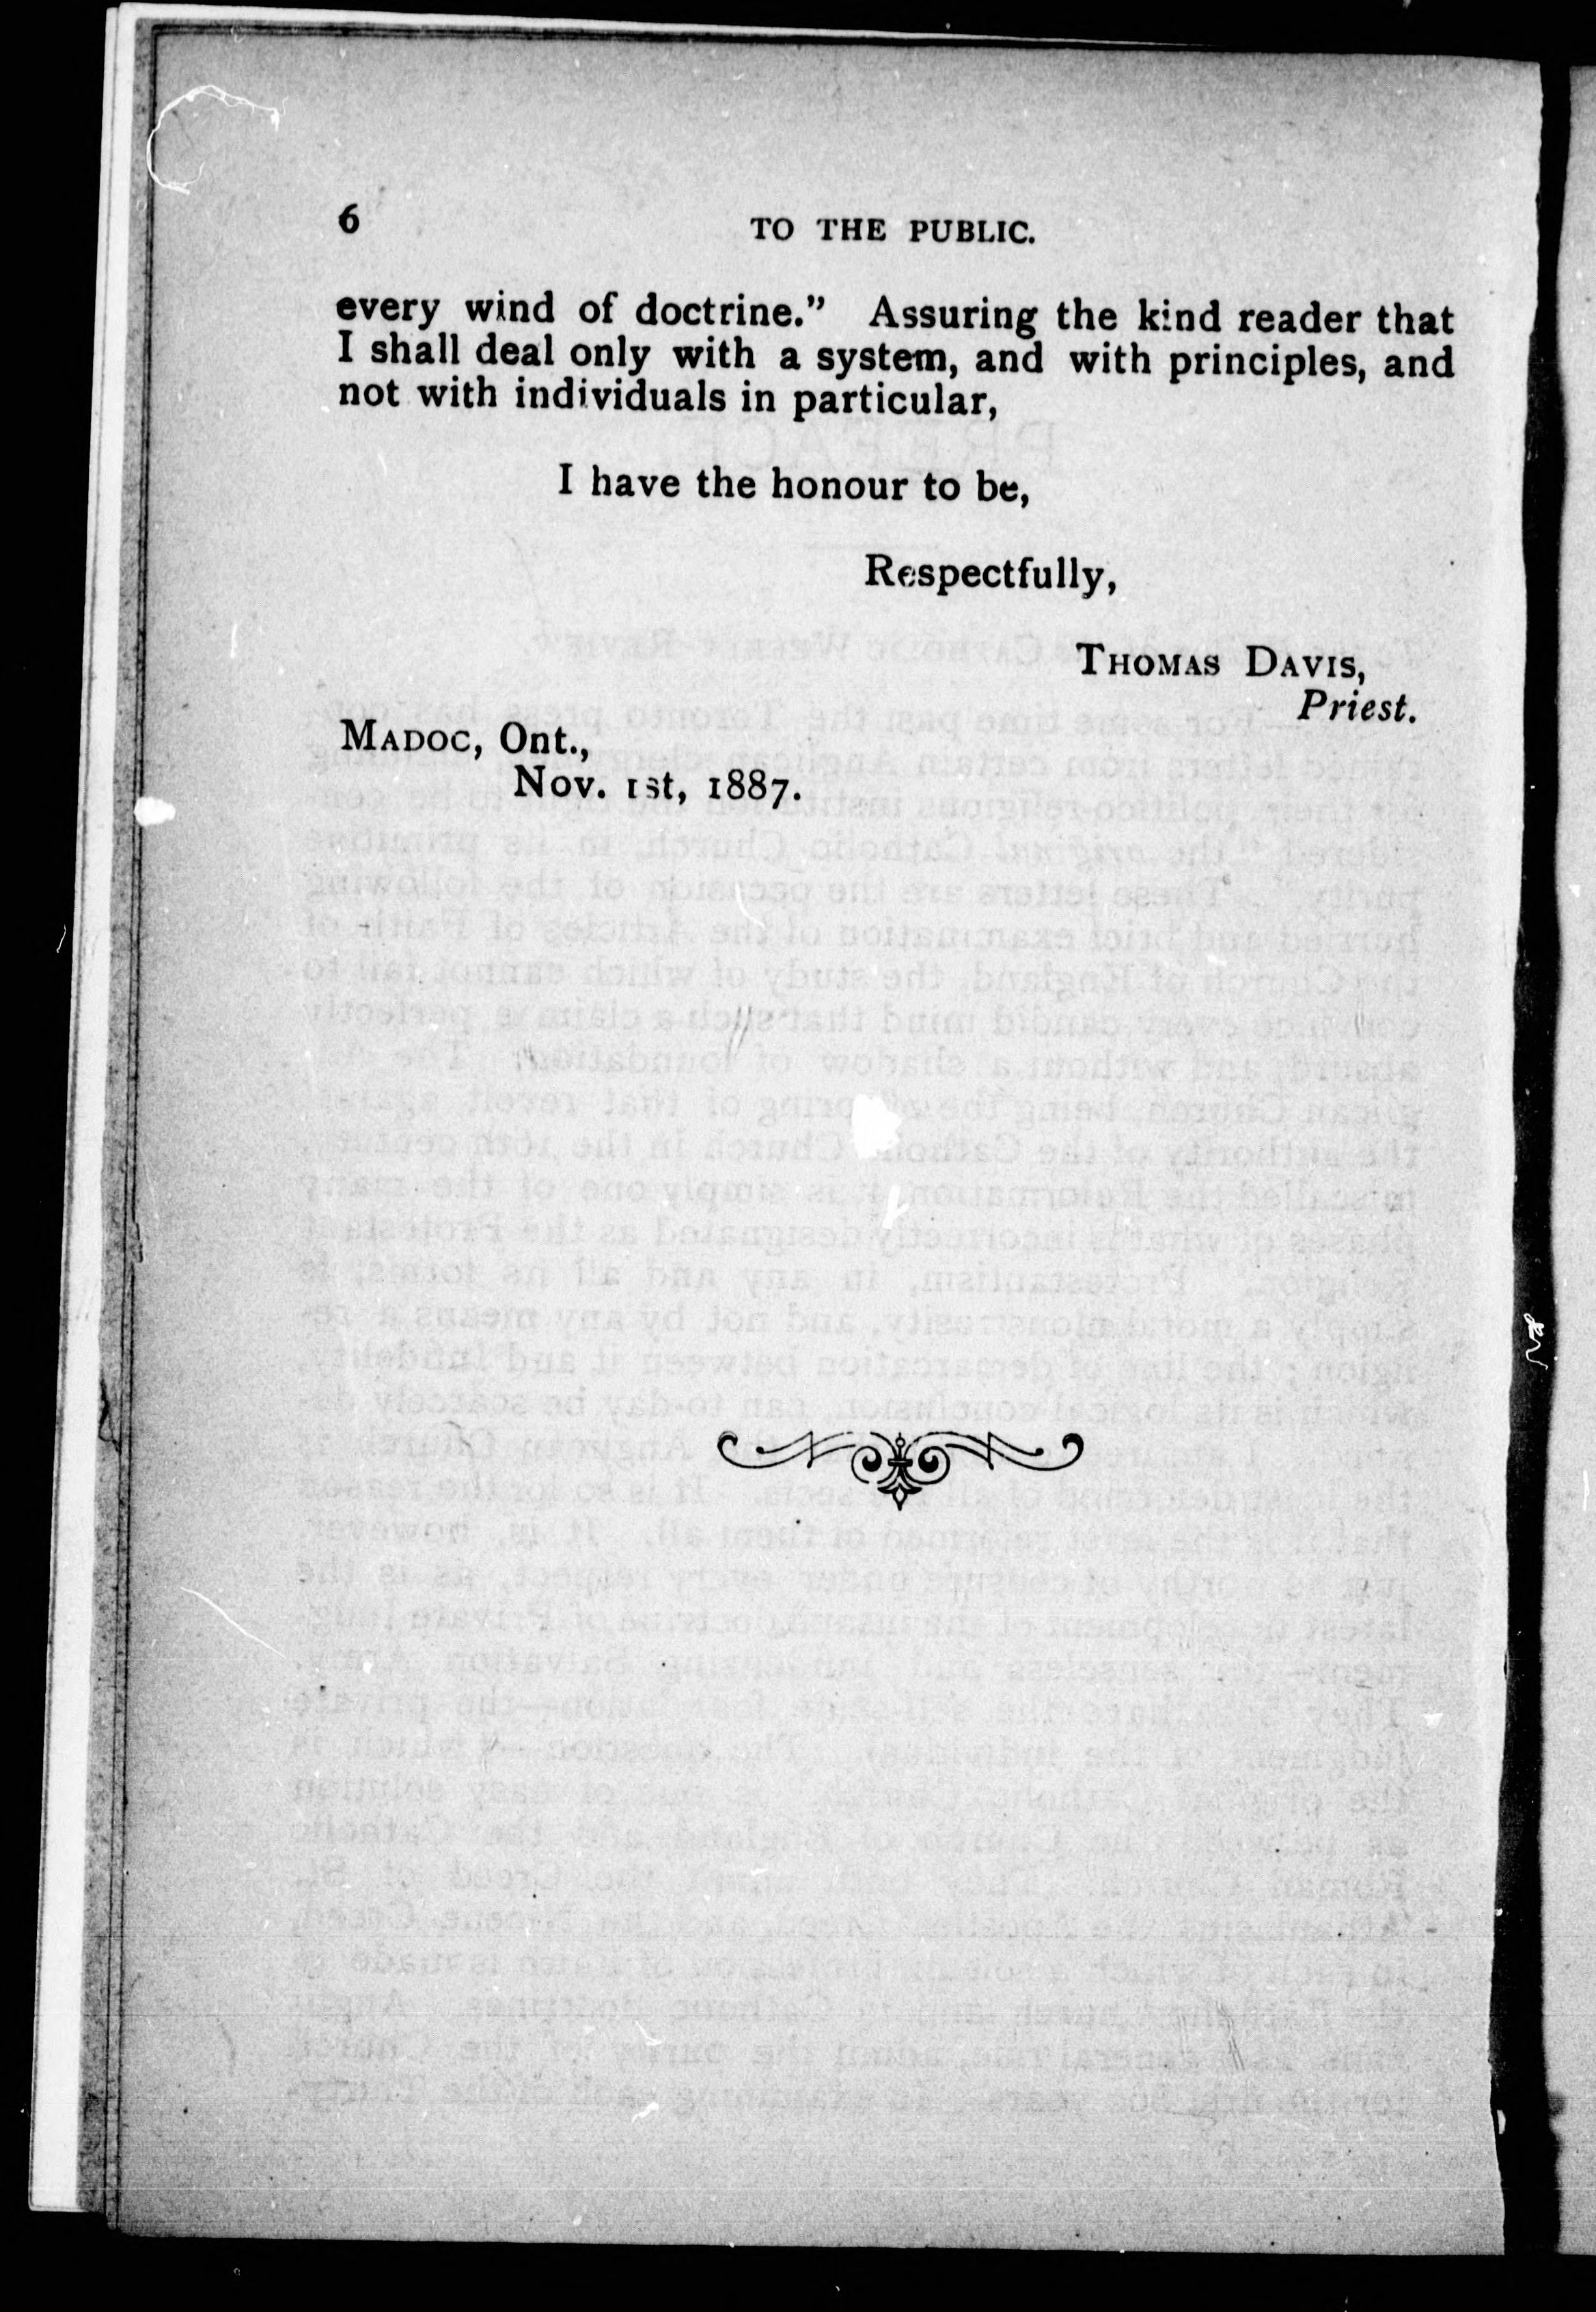 6
TO THE PUBLIC.
every wind of doctrine.” Assuring the kind reader that
I shall deal only with a system, and with principles, and
not with individuals in particular,
I have the honour to be,
Respectfully,
THOMAS DAVIS,
Priest.
MADOC, Ont.,
Nov. 1st, 1887.